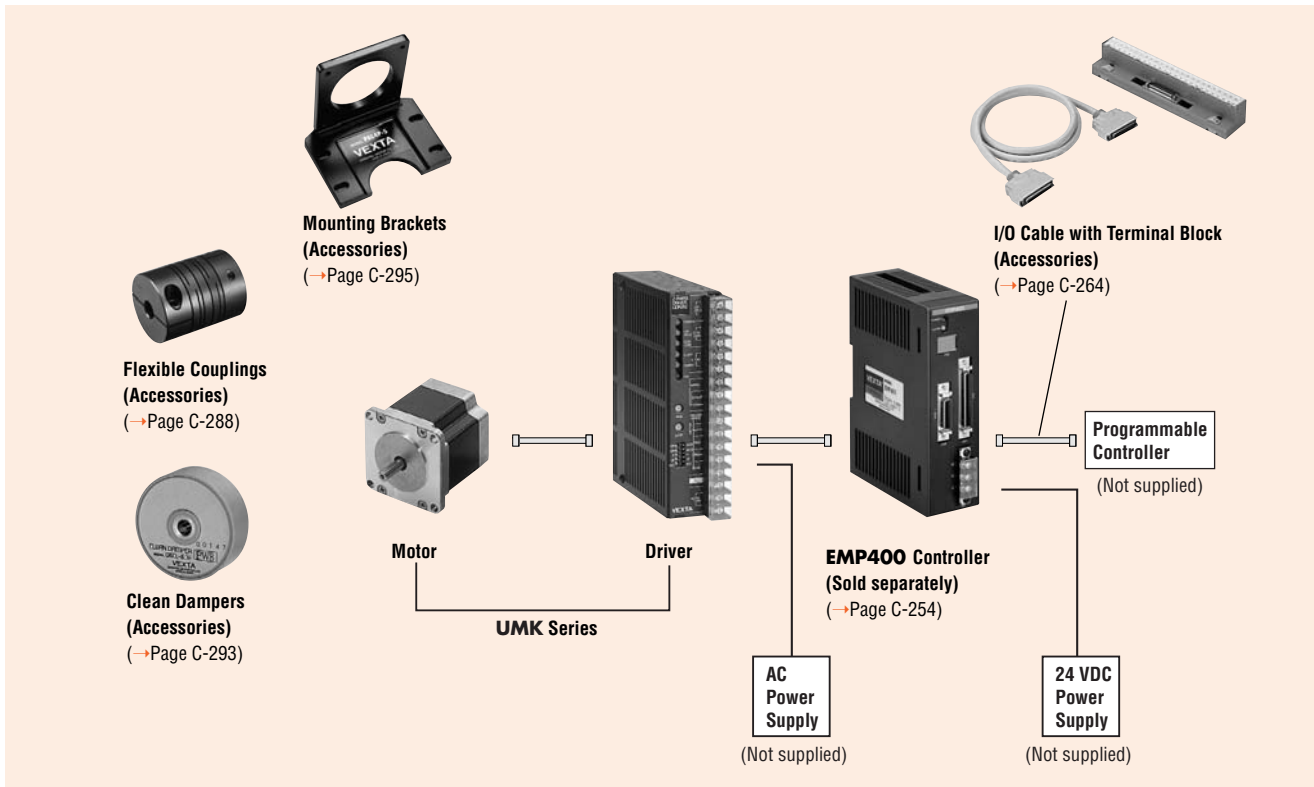 Mounting Brackets
(Accessories)
(→Page C-295)
VEXTA
I/O Cable with Terminal Block
(Accessories)
(→Page C-264)
Flexible Couplings
(Accessories)
(→Page C-288)
Programmable
Controller
(Not supplied)
CLEAN DAMPER
VEXTA
Clean Dampers
(Accessories)
(→Page C-293)
Motor
VEXTA
Driver
UMK Series
VEXTA
EMP400 Controller
(Sold separately)
(→Page C-254)
AC
Power
Supply
(Not supplied)
24 VDC
Power
Supply
(Not supplied)